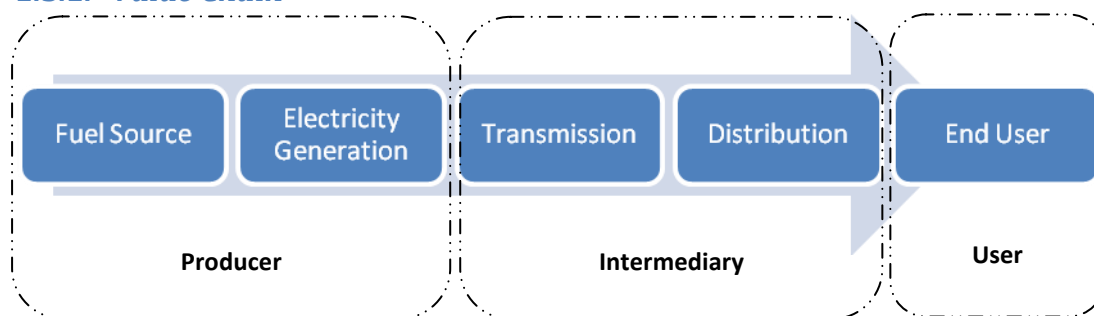 Fuel Source
Electricity
Generation
Transmission
Distribution
End User
Producer
Intermediary
User